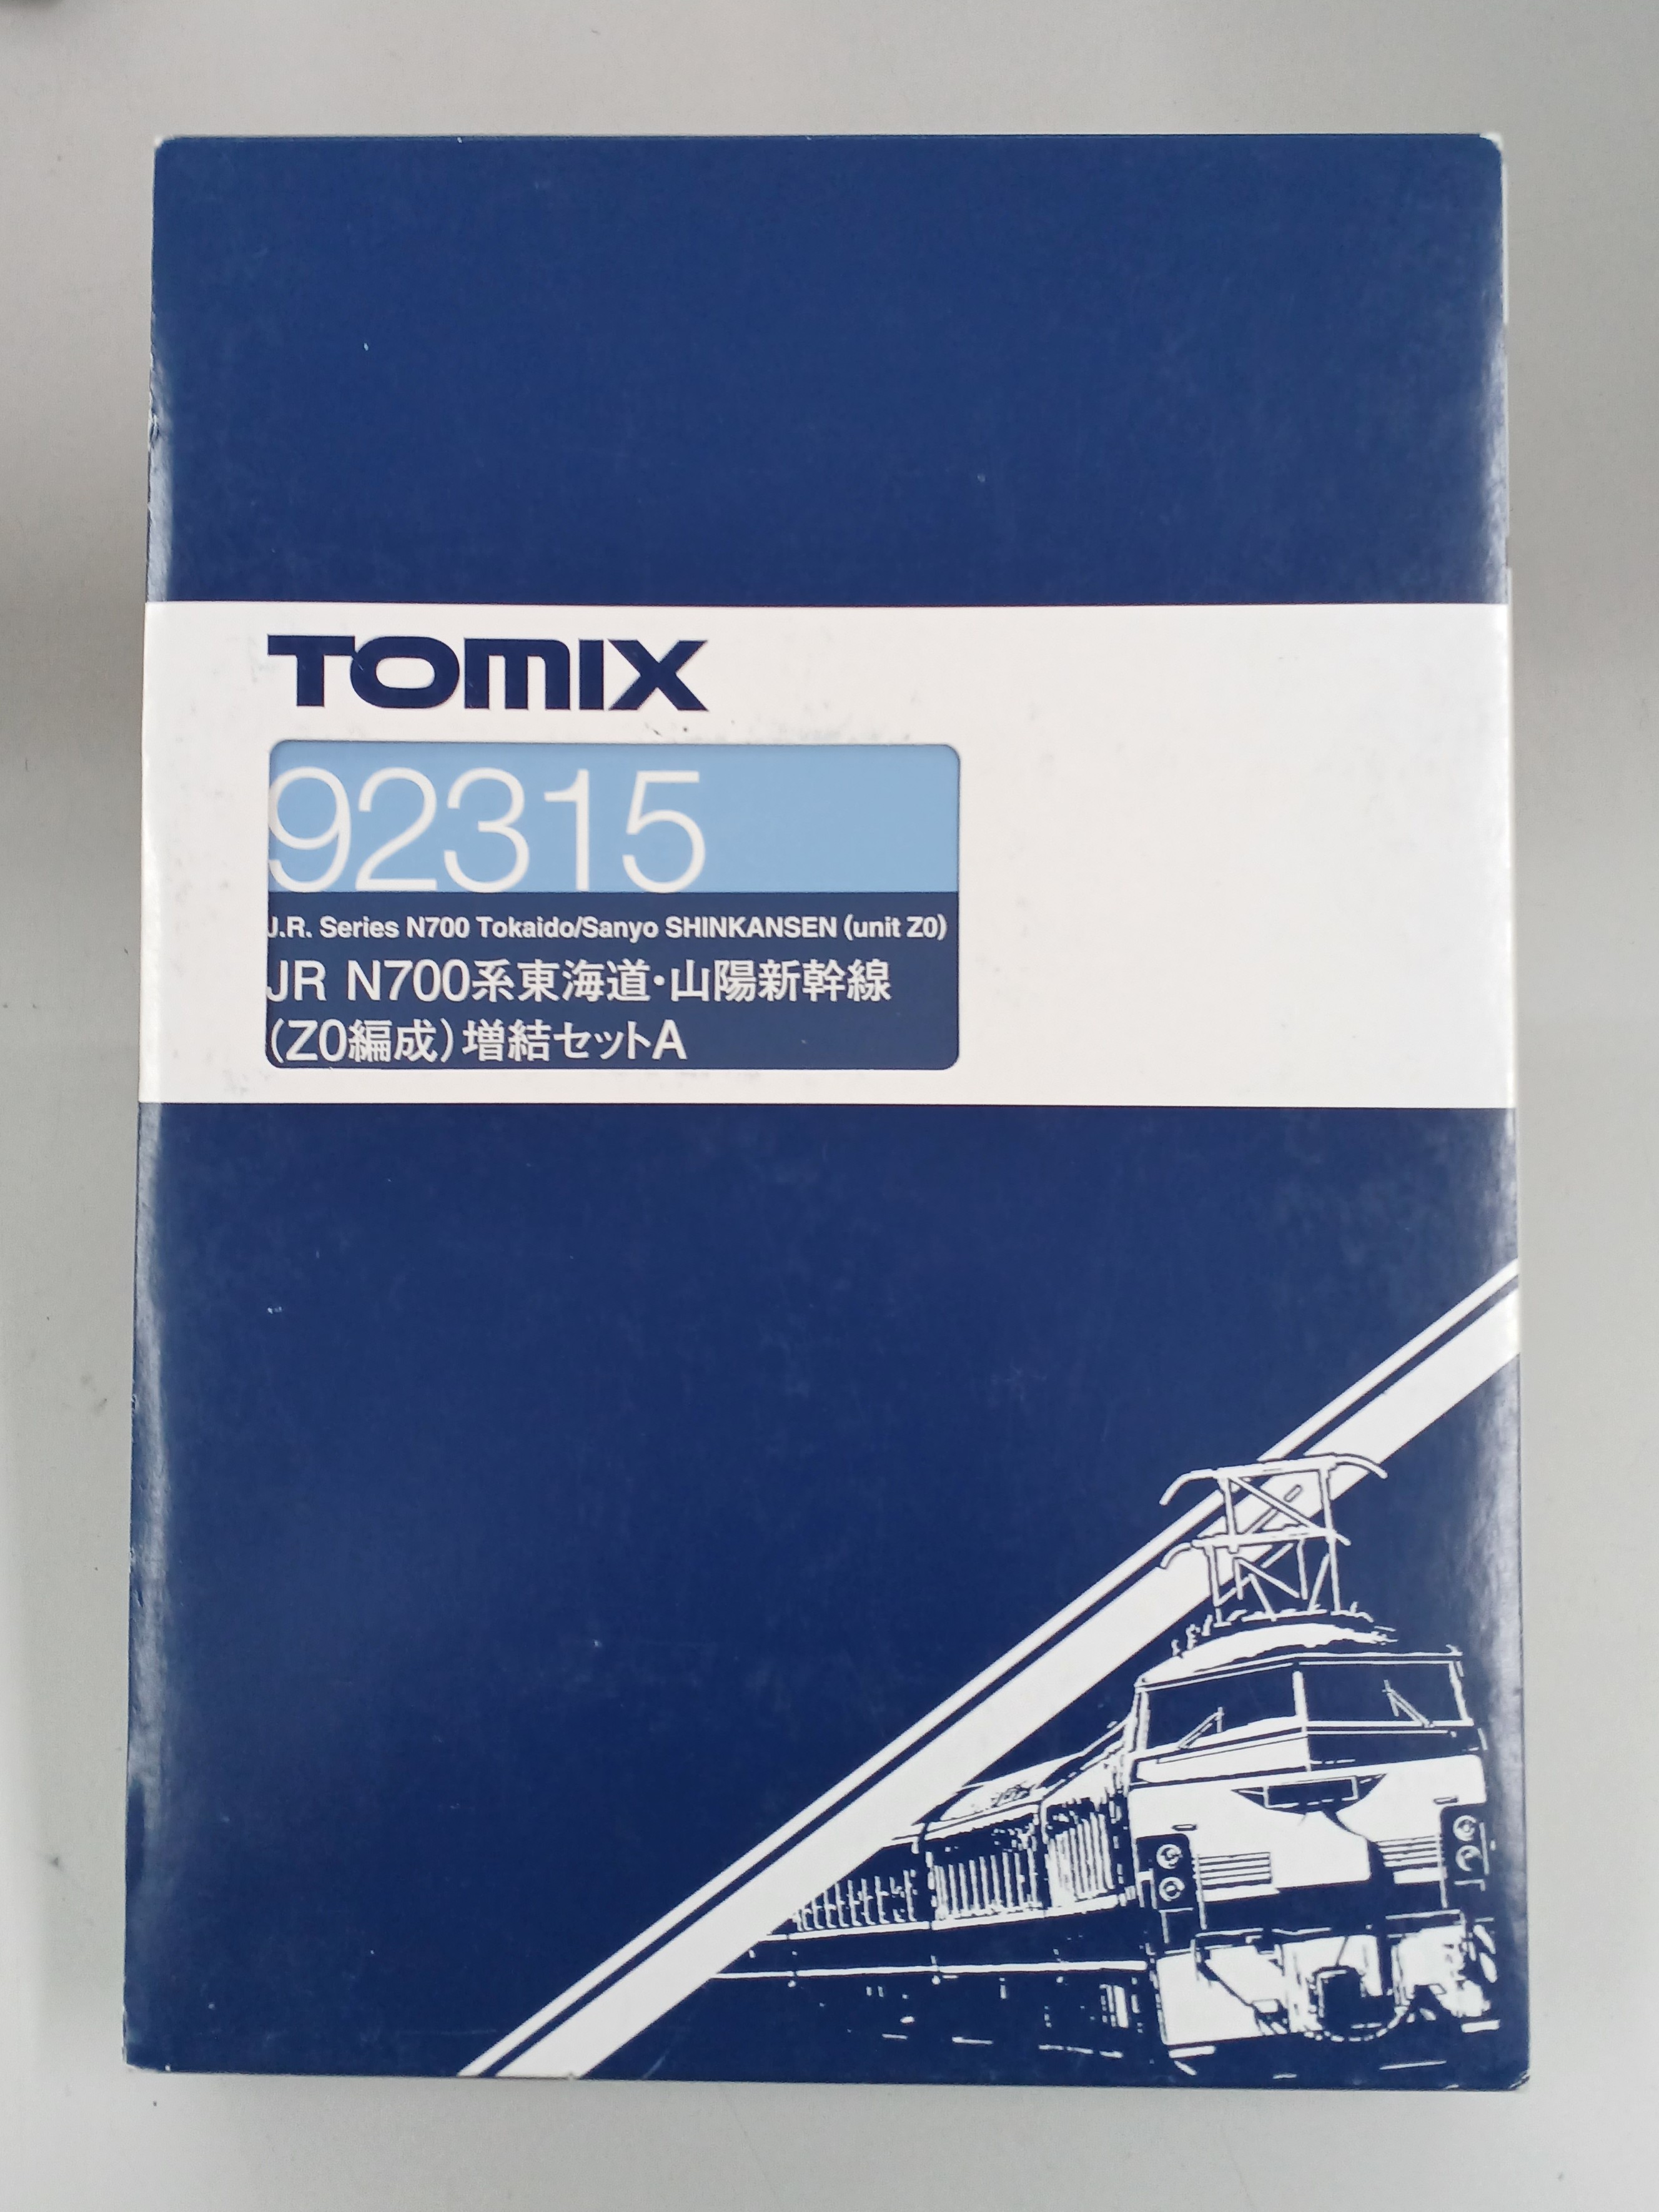 TOMIX
92315
J.R. Series N700 Tokaido/Sanyo SHINKANSEN (unit Z0)
JR N700系東海道・山陽新幹線
(Z0編成)増結セットA